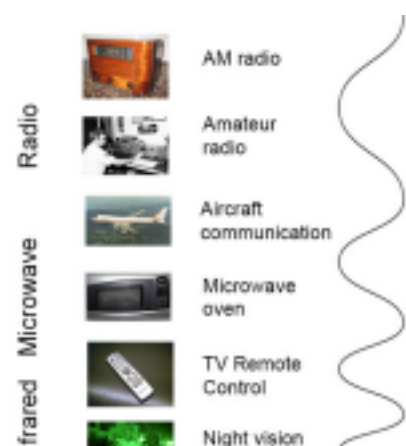 Radio
AM radio
Amateur
radio
Aircraft
communication
Microwave
Microwave
oven
frared
TV Remote
Control
Night vision